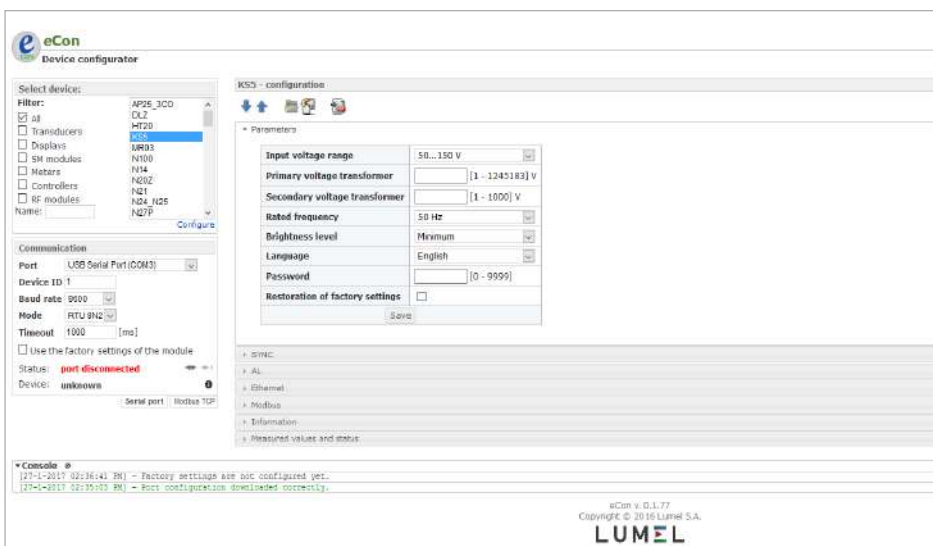 eCon
Device configurator
Select device:
Filter:
All
Transducers
Displays
SM modules
Meters
Controllers
RF modules
Name:
AP25_3CO
DLZ
HT20
KS5
MR03
N100
N14
N20Z
N21
N24_N25
N27P
Configure
Communication
Port USB Serial Port (COM3)
Device ID 1
Baud rate 9600
Mode RTU 8N2
Timeout 1000 [ms]
Use the factory settings of the module
Status: port disconnected
Device: unknown
Serial port Modbus TCP
KS5 - configuration
Parameters
Input voltage range 50...150 V
Primary voltage transformer [1 - 1245183] V
Secondary voltage transformer [1 - 1000] V
Rated frequency 50 Hz
Brightness level Minimum
Language English
Password [0 - 9999]
Restoration of factory settings
Save
SYNC
AL
Ethernet
Modbus
Information
Measured values and status
Console
[27-1-2017 02:36:41 PM] - Factory settings are not configured yet.
[27-1-2017 02:35:03 PM] - Port configuration downloaded correctly.
eCon v. 0.1.77
Copyright © 2016 Lumel S.A.
LUMEL